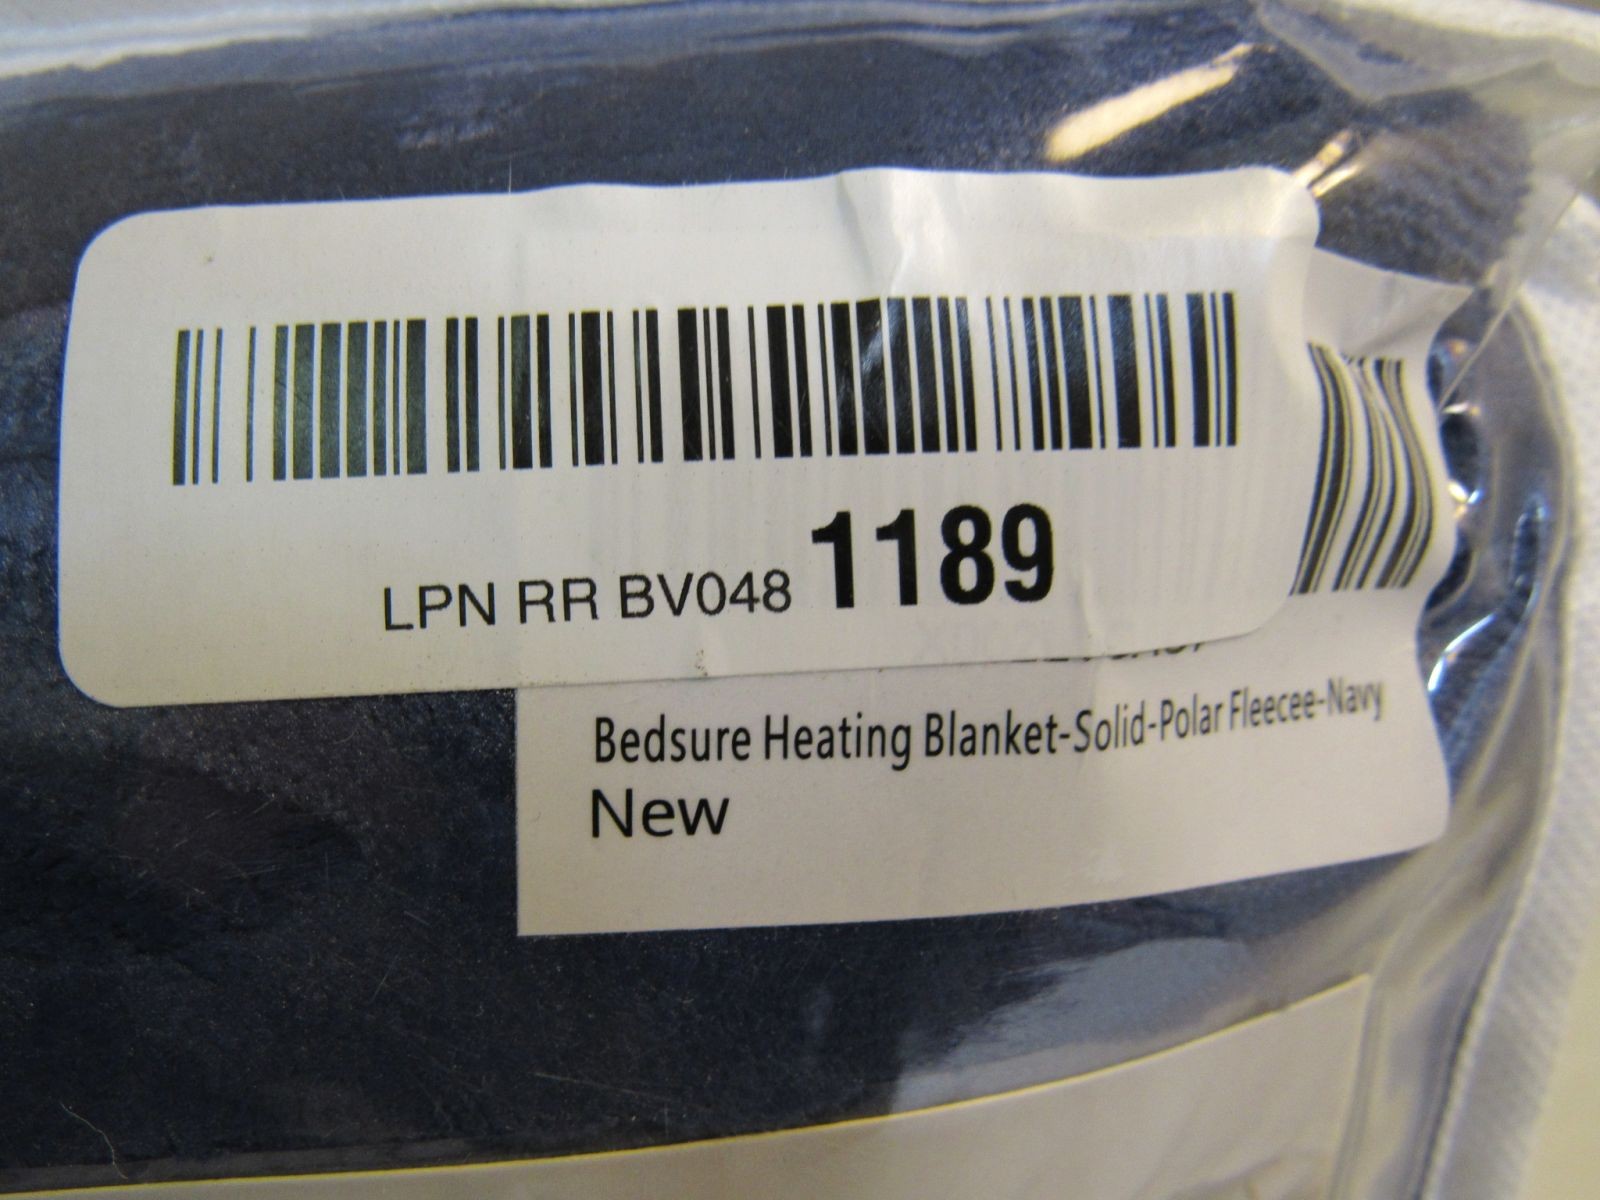 LPN RR BV048 1189
Bedsure Heating Blanket-Solid-Polar Fleecee-Navy
New